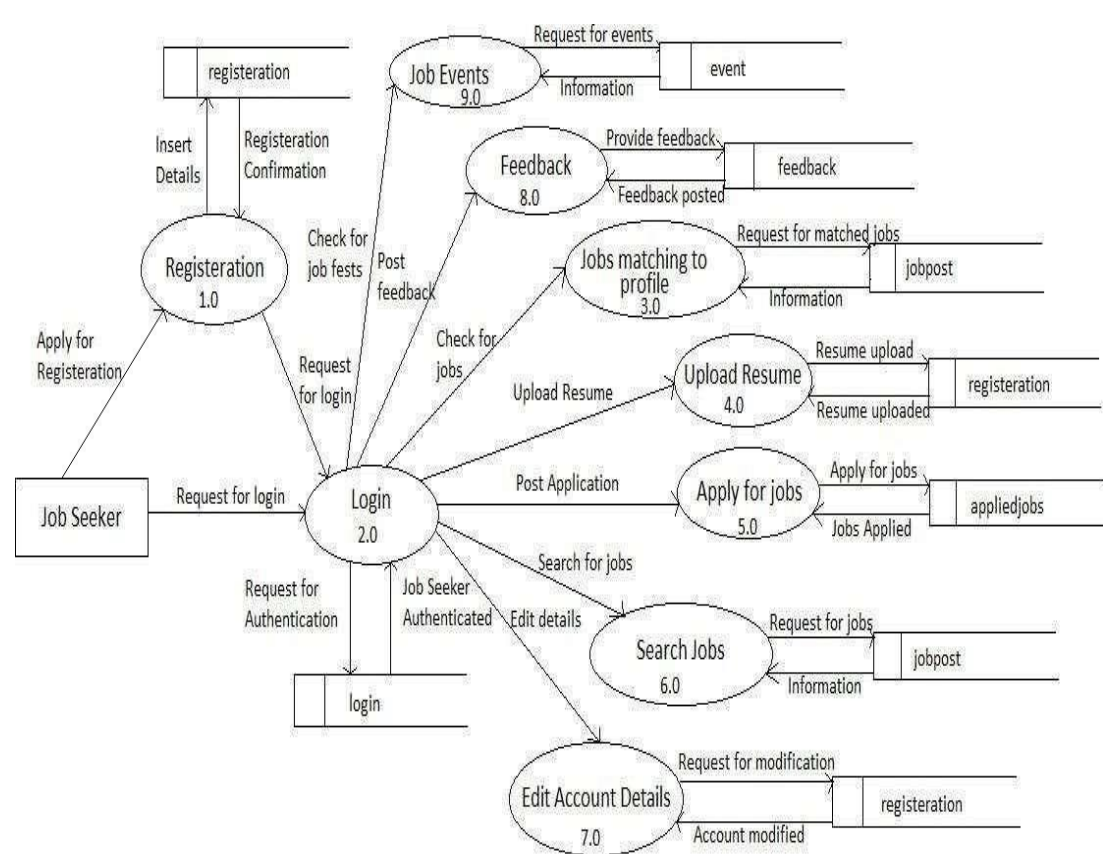 Request for events
registeration
Job Events
9.0
event
Information
Insert
Details
Registeration
Confirmation
Provide feedback
Feedback
8.0
feedback
Feedback posted
Check for
job fests
Post
feedback
Request for matched jobs
Registeration
1.0
Jobs matching to
profile
3.0
jobpost
Information
Apply for
Registeration
Request
for login
Check for
jobs
Resume upload
Upload Resume
Upload Resume
4.0
registeration
Resume uploaded
Job Seeker
Request for login
Login
2.0
Post Application
Apply for jobs
Apply for jobs
5.0
appliedjobs
Jobs Applied
Request for
Authentication
Job Seeker
Authenticated
Search for jobs
Edit details
Request for jobs
Search Jobs
6.0
jobpost
Information
login
Request for modification
Edit Account Details
7.0
registeration
Account modified